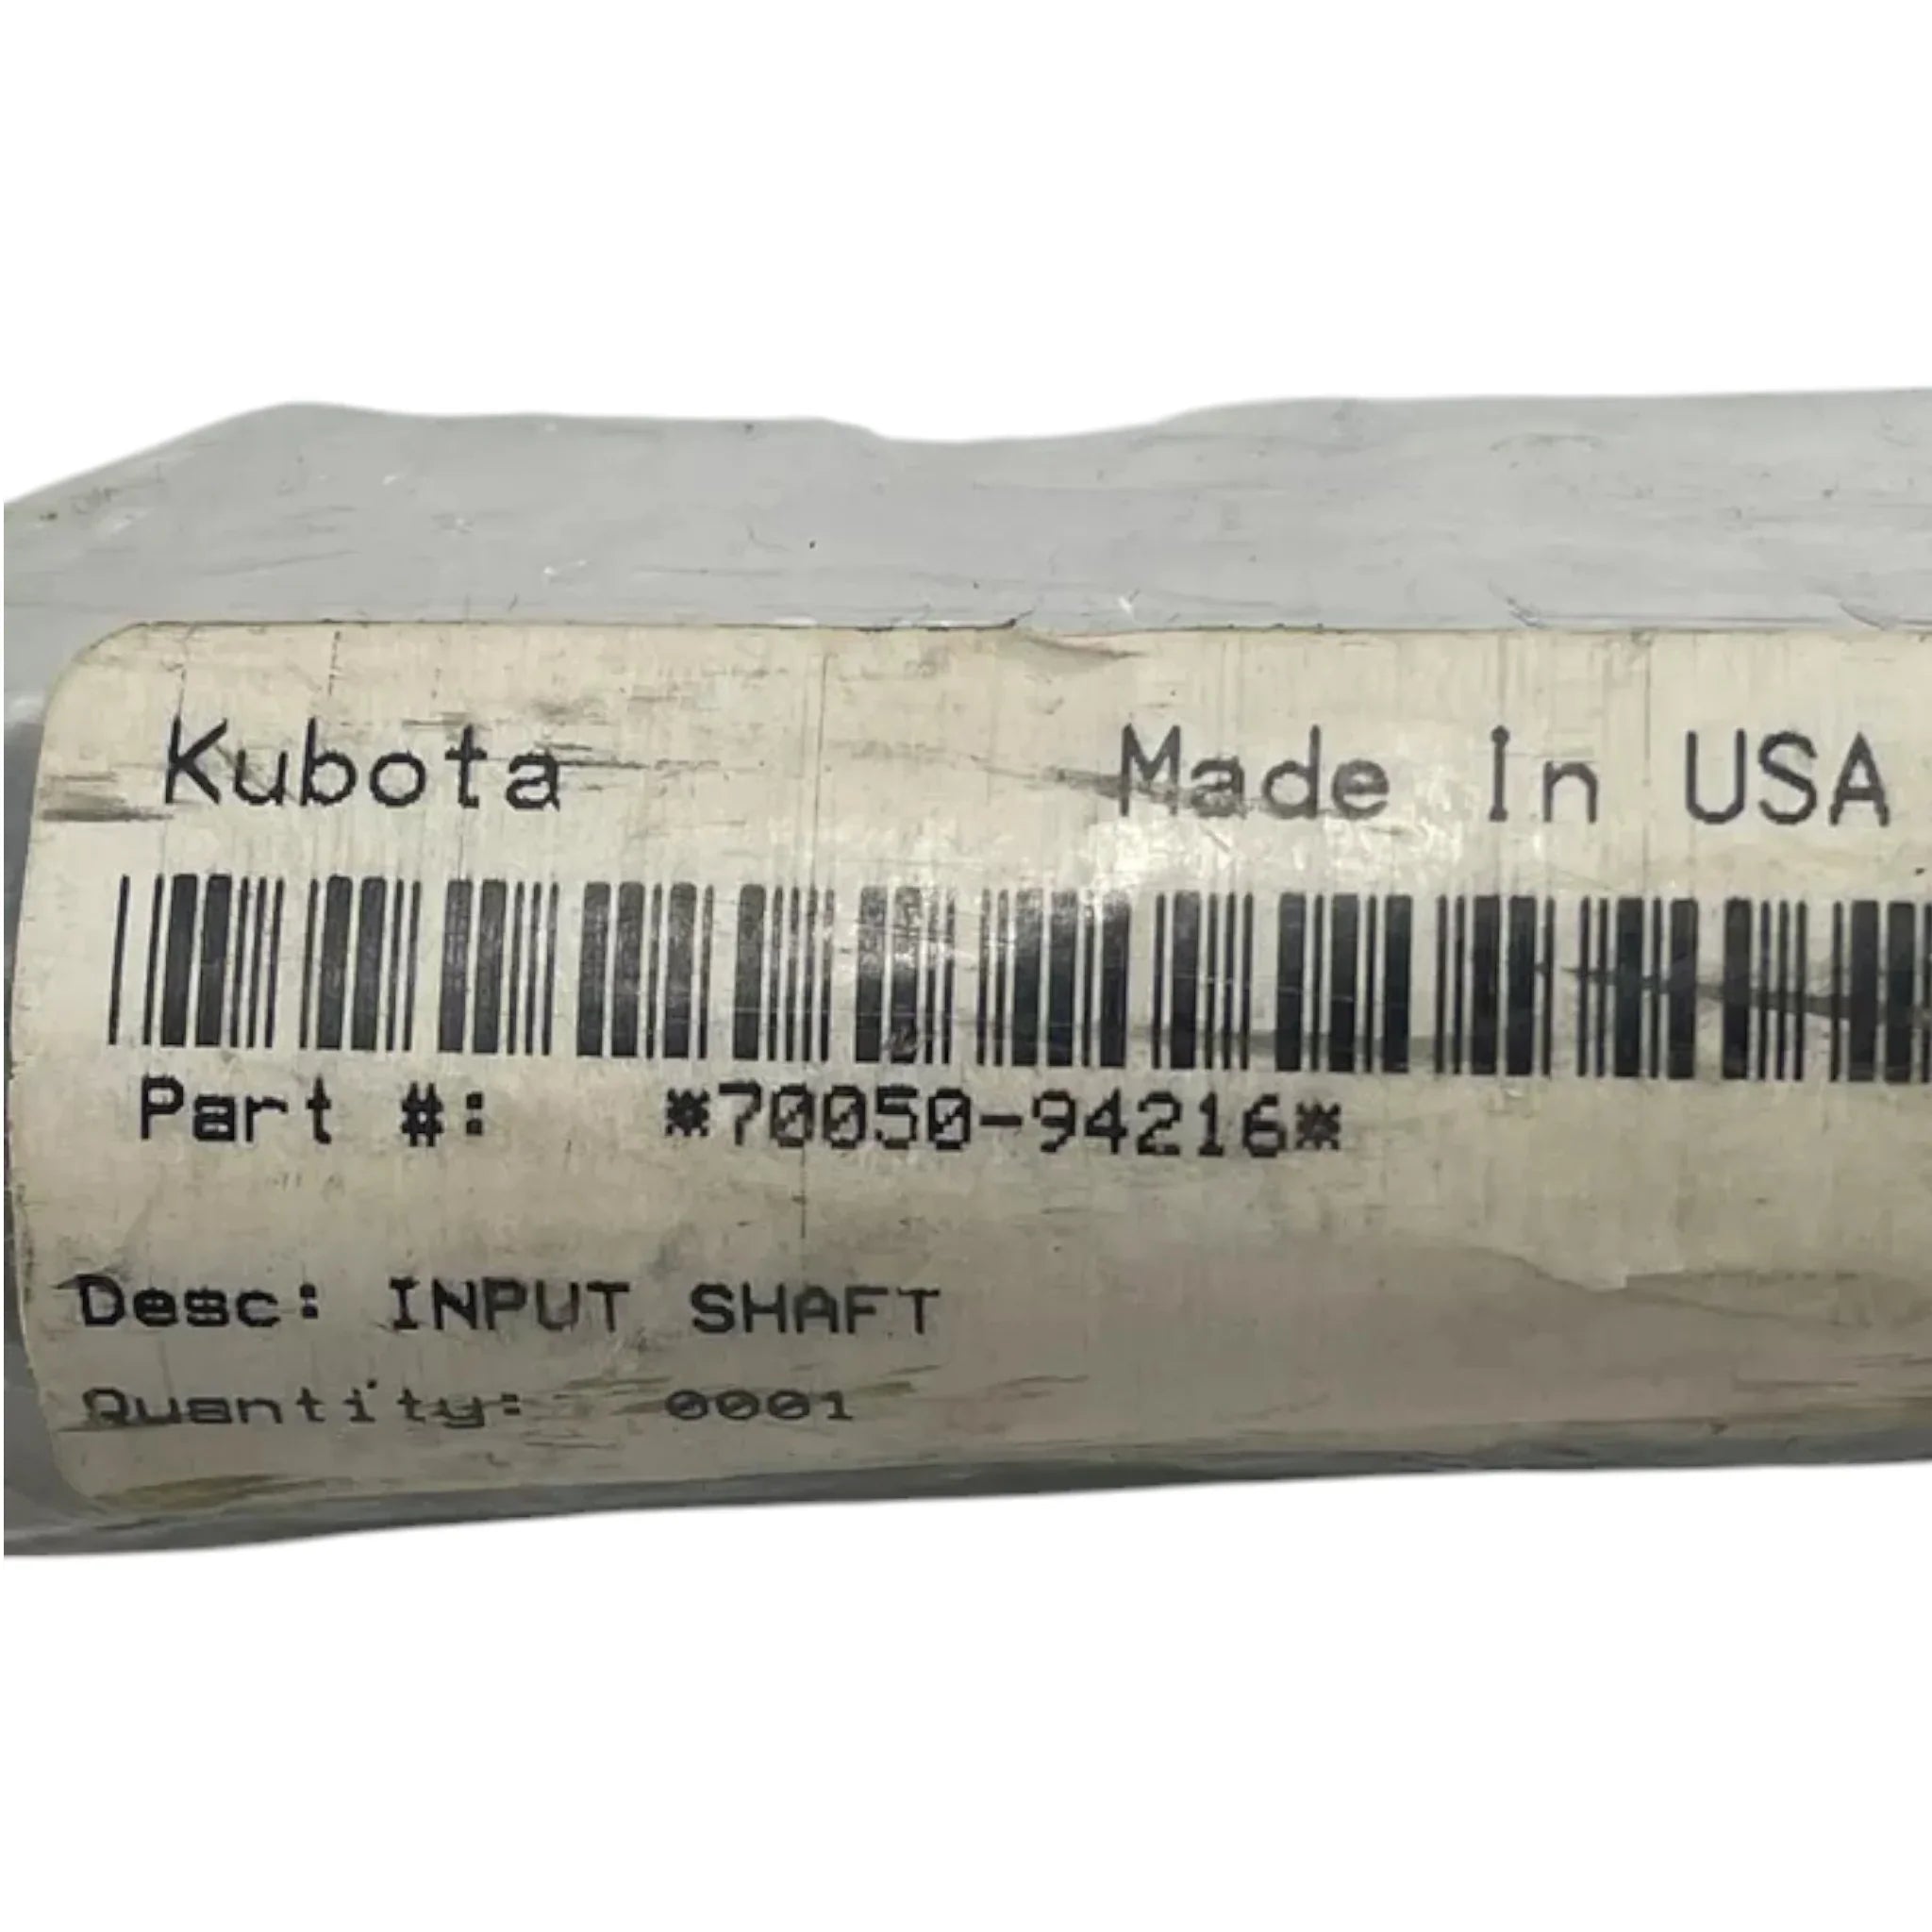 Kubota Made In USA
Part #: *70050-94216*
Desc: INPUT SHAFT
Quantity: 0001